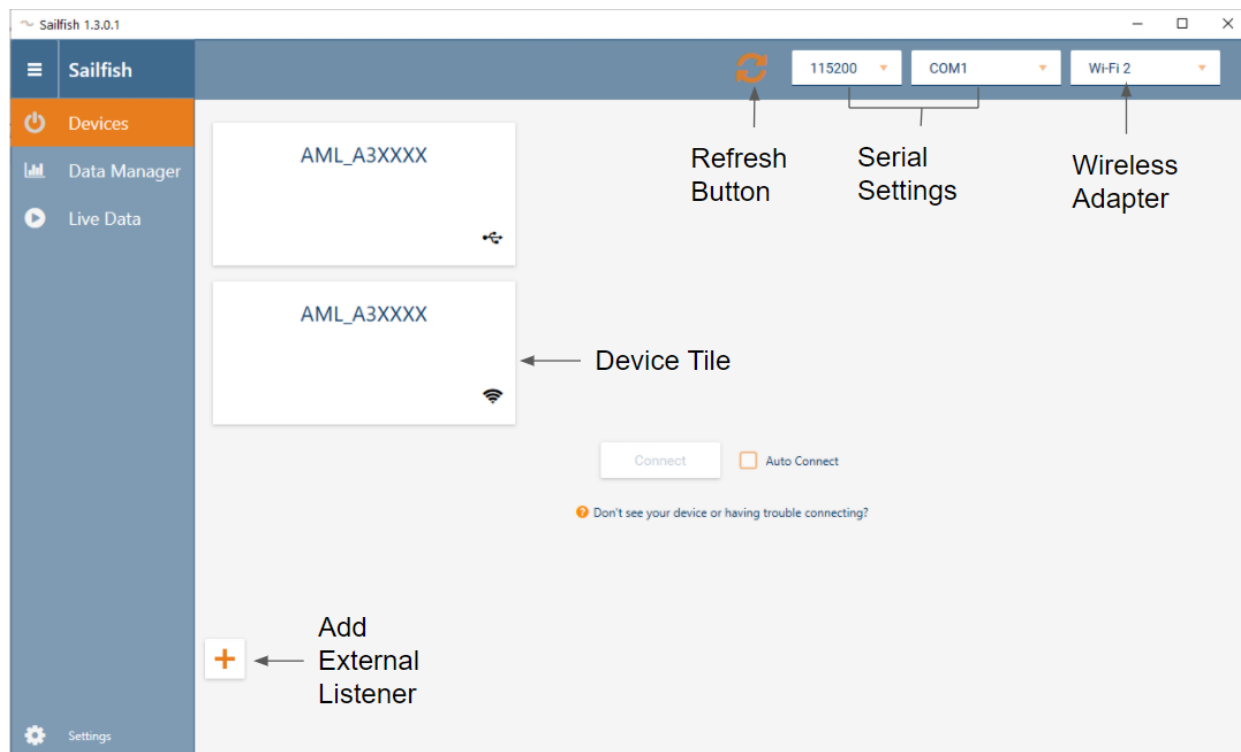 Sailfish 1.3.0.1
Sailfish
115200
COM1
Wi-Fi 2
Devices
Data Manager
Live Data
AML_A3XXXX
AML_A3XXXX
Refresh
Button
Serial
Settings
Wireless
Adapter
Device Tile
Connect
Auto Connect
Don't see your device or having trouble connecting?
Add
External
Listener
Settings